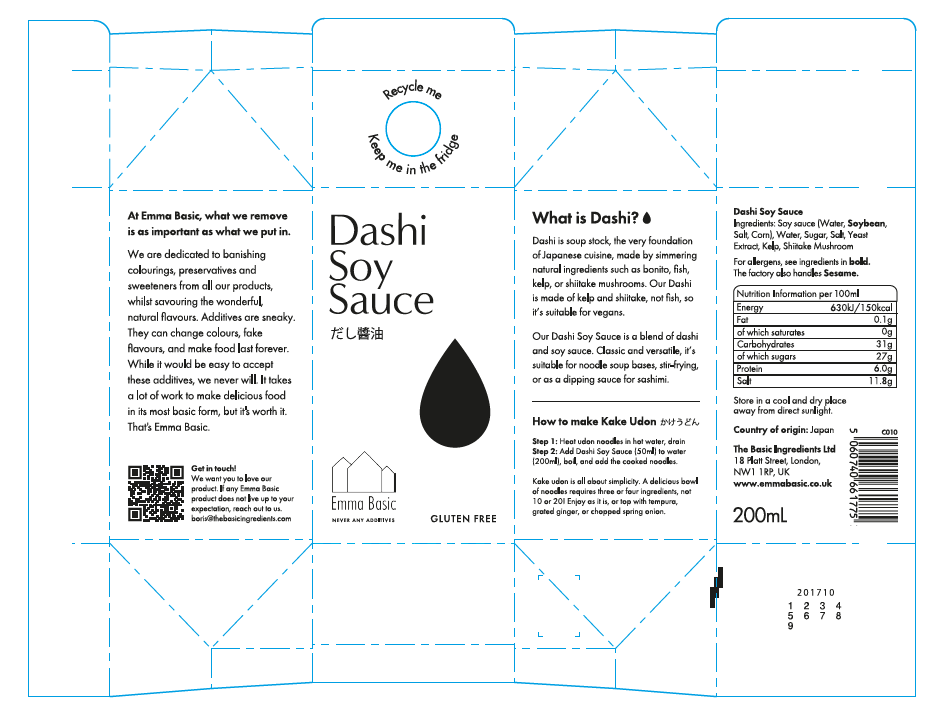 Recycle me
Keep me in the fridge
At Emma Basic, what we remove
is as important as what we put in.
We are dedicated to banishing
colourings, preservatives and
sweeteners from all our products,
whilst savouring the wonderful,
natural flavours. Additives are sneaky.
They can change colours, fake
flavours, and make food last forever.
While it would be easy to accept
these additives, we never will. It takes
a lot of work to make delicious food
in its most basic form, but it's worth it.
That's Emma Basic.
Get in touch!
We want you to love our
product. If any Emma Basic
product does not live up to your
expectation, reach out to us.
boris@thebasicingredients.com
Dashi
Soy
Sauce
だし醬油
Emma Basic
NEVER ANY ADDITIVES
GLUTEN FREE
What is Dashi?
Dashi is soup stock, the very foundation
of Japanese cuisine, made by simmering
natural ingredients such as bonito, fish,
kelp, or shiitake mushrooms. Our Dashi
is made of kelp and shiitake, not fish, so
it's suitable for vegans.
Our Dashi Soy Sauce is a blend of dashi
and soy sauce. Classic and versatile, it's
suitable for noodle soup bases, stir-frying,
or as a dipping sauce for sashimi.
How to make Kake Udon かけうどん
Step 1: Heat udon noodles in hot water, drain
Step 2: Add Dashi Soy Sauce (50ml) to water
(200ml), boil, and add the cooked noodles.
Kake udon is all about simplicity. A delicious bowl
of noodles requires three or four ingredients, not
10 or 20! Enjoy as it is, or top with tempura,
grated ginger, or chopped spring onion.
Dashi Soy Sauce
Ingredients: Soy sauce (Water, Soybean,
Salt, Corn), Water, Sugar, Salt, Yeast
Extract, Kelp, Shiitake Mushroom
For allergens, see ingredients in bold.
The factory also handles Sesame.
Nutrition Information per 100ml
Energy 630kJ/150kcal
Fat 0.1g
of which saturates 0g
Carbohydrates 31g
of which sugars 27g
Protein 6.0g
Salt 11.8g
Store in a cool and dry place
away from direct sunlight.
Country of origin: Japan
The Basic Ingredients Ltd
18 Platt Street, London,
NW1 1RP, UK
www.emmabasic.co.uk
200mL
C010
5 060740 661775
201710
1 2 3 4
5 6 7 8
9